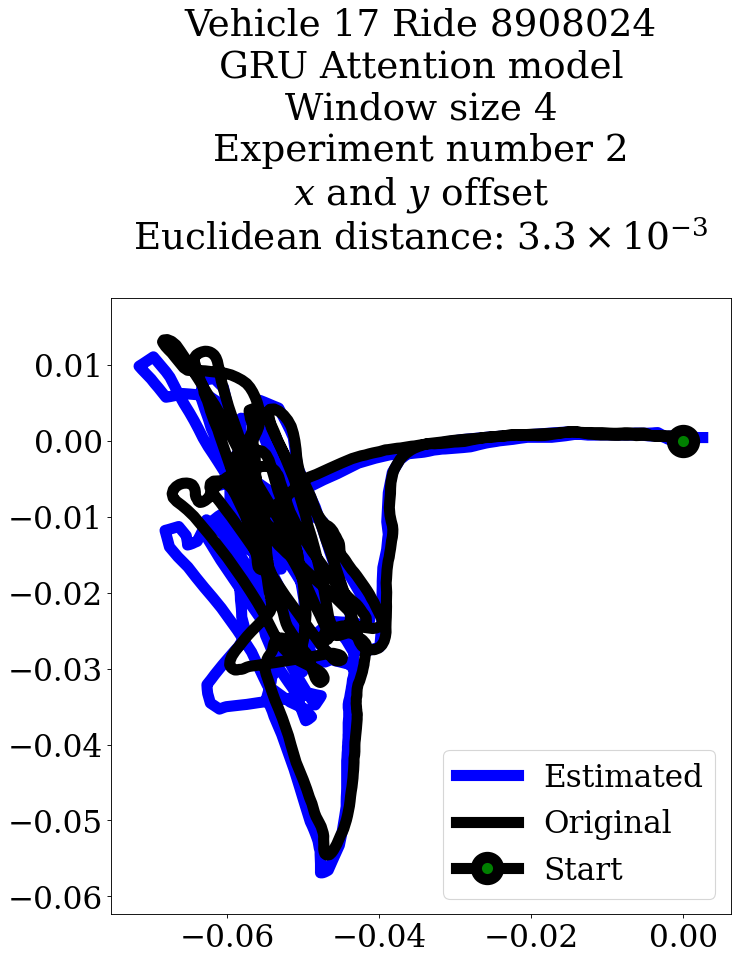 Vehicle 17 Ride 8908024
GRU Attention model
Window size 4
Experiment number 2
x and y offset
Euclidean distance: 3.3 × 10⁻³
0.01
0.00
−0.01
−0.02
−0.03
−0.04
−0.05
−0.06
Estimated
Original
Start
−0.06
−0.04
−0.02
0.00